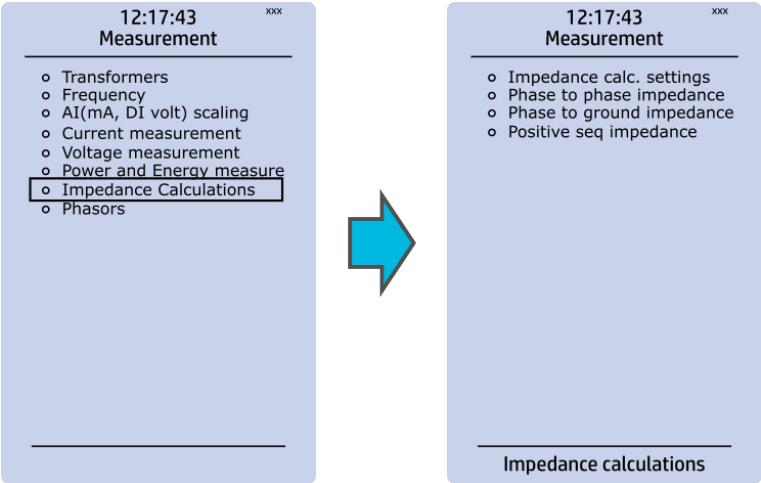 12:17:43
xxx
Measurement
Transformers
Frequency
AI(mA, DI volt) scaling
Current measurement
Voltage measurement
Power and Energy measure
Impedance Calculations
Phasors
12:17:43
xxx
Measurement
Impedance calc. settings
Phase to phase impedance
Phase to ground impedance
Positive seq impedance
Impedance calculations